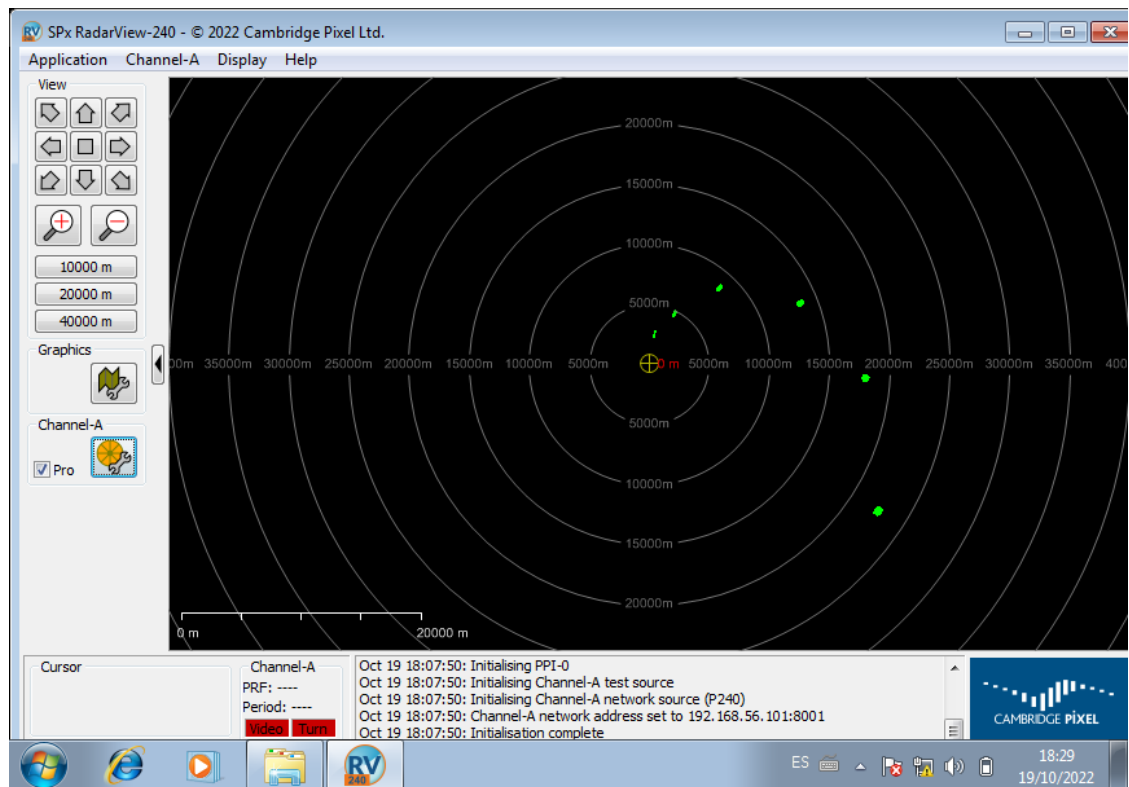 SPx RadarView-240 - © 2022 Cambridge Pixel Ltd.
Application Channel-A Display Help
View
10000 m
20000 m
40000 m
Graphics
Channel-A
Pro
20000m
15000m
10000m
5000m
35000m 30000m 25000m 20000m 15000m 10000m 5000m 0 m 5000m 10000m 15000m 20000m 25000m 30000m 35000m
5000m
10000m
15000m
20000m
0 m 20000 m
Cursor
Channel-A
PRF: ----
Period: ----
Video Turn
Oct 19 18:07:50: Initialising PPI-0
Oct 19 18:07:50: Initialising Channel-A test source
Oct 19 18:07:50: Initialising Channel-A network source (P240)
Oct 19 18:07:50: Channel-A network address set to 192.168.56.101:8001
Oct 19 18:07:50: Initialisation complete
CAMBRIDGE PIXEL
RV
240
ES
18:29
19/10/2022